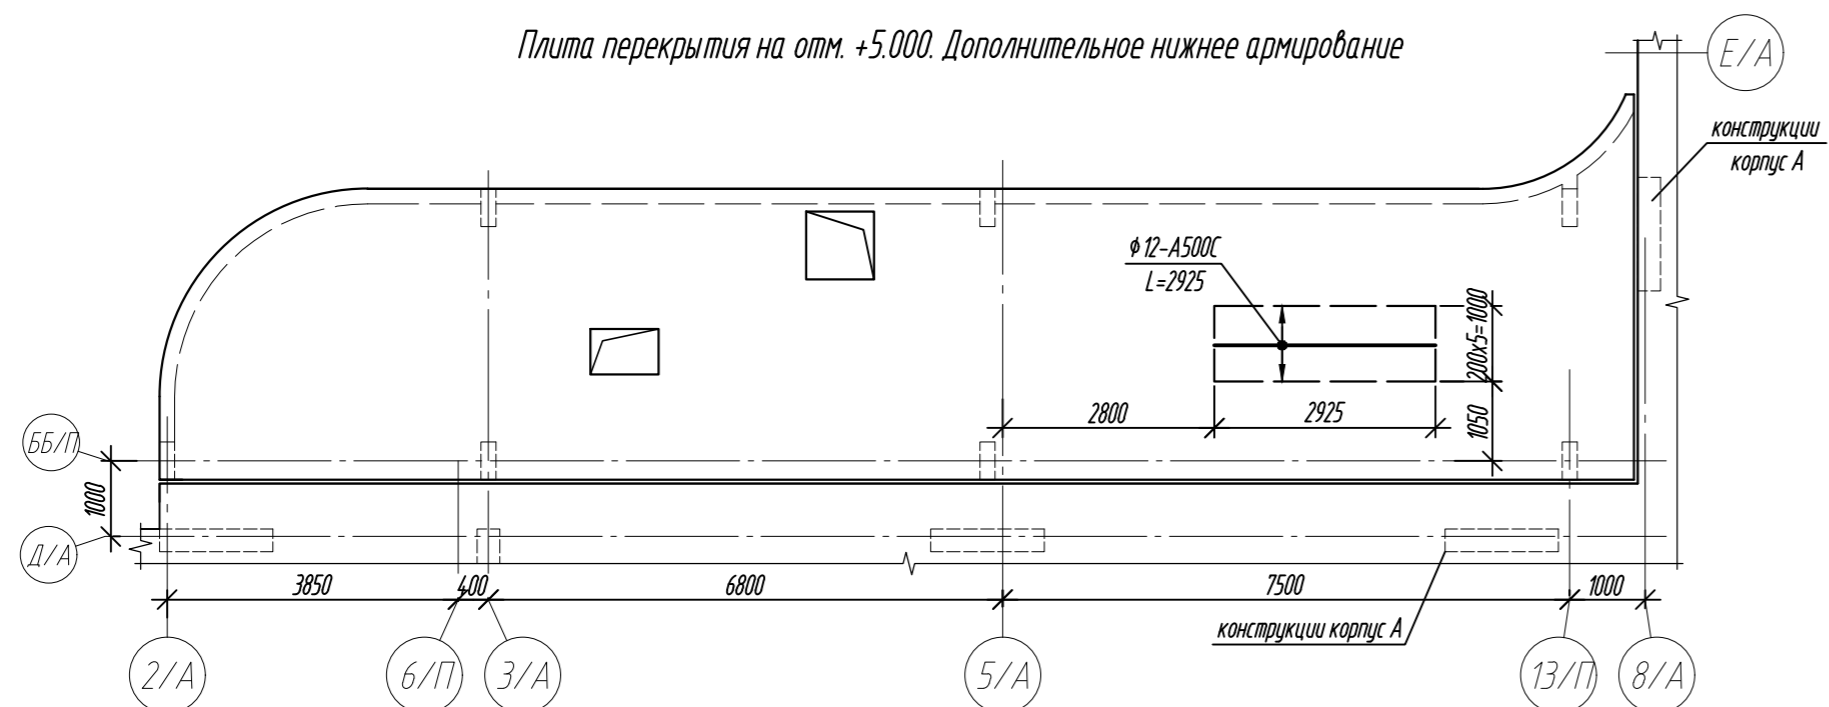 Плита перекрытия на отм. +5.000. Дополнительное нижнее армирование
Е/А
конструкции
корпус А
ϕ12-А500С
L=2925
200х5=1000
1050
2800
2925
ББ/П
1000
Д/А
3850
400
6800
7500
1000
конструкции корпус А
2/А
6/П
3/А
5/А
13/П
8/А